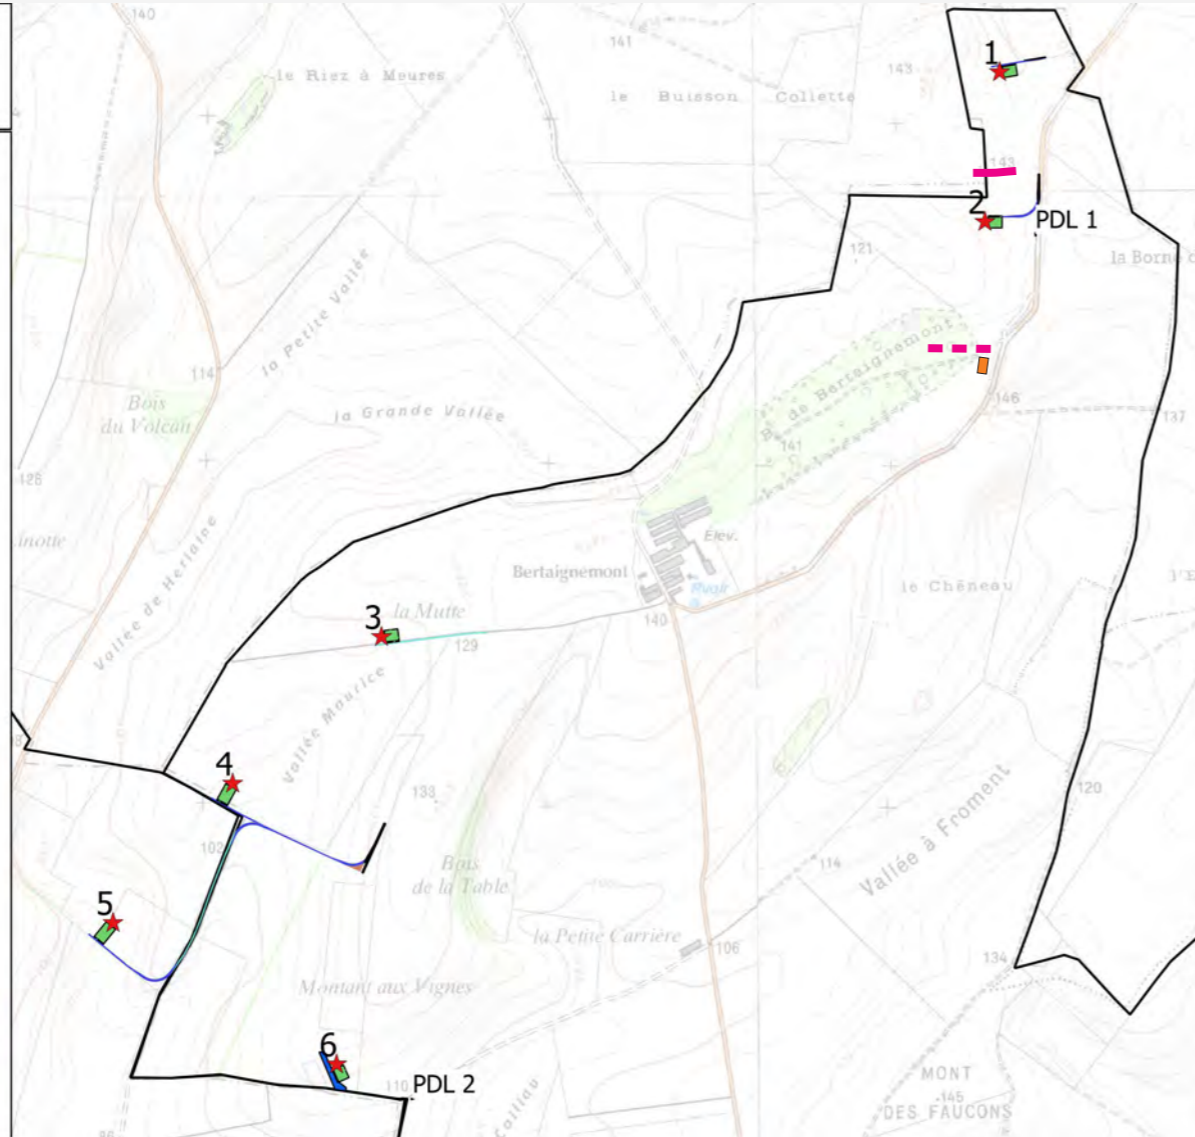 140
141
le Riez à Meures
143
le Buisson Collette
1
143
2
PDL 1
121
la Borne
la Petite Vallée
114
Bois
du Volcan
la Grande Vallée
Bs de Bertaignemont
146
137
141
128
Elev.
Bertaignemont
le Chêneau
Vallée de Herlaine
3
la Mutte
129
140
Vallée Maurice
4
138
120
102
Bois
de la Table
114
Vallée à Froment
5
la Petite Carrière
106
134
Montant aux Vignes
6
110
PDL 2
MONT
145
DES FAUCONS